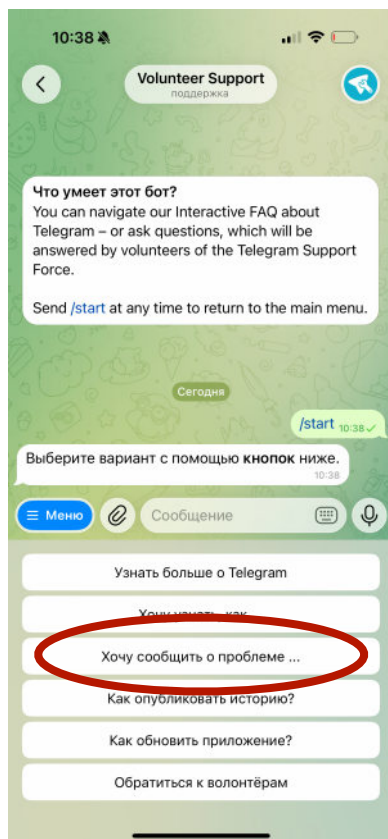 10:38
Volunteer Support
поддержка
Что умеет этот бот?
You can navigate our Interactive FAQ about
Telegram – or ask questions, which will be
answered by volunteers of the Telegram Support
Force.
Send /start at any time to return to the main menu.
Сегодня
/start 10:38
Выберите вариант с помощью кнопок ниже.
10:38
Меню
Сообщение
Узнать больше о Telegram
Хочу узнать, как ...
Хочу сообщить о проблеме ...
Как опубликовать историю?
Как обновить приложение?
Обратиться к волонтёрам